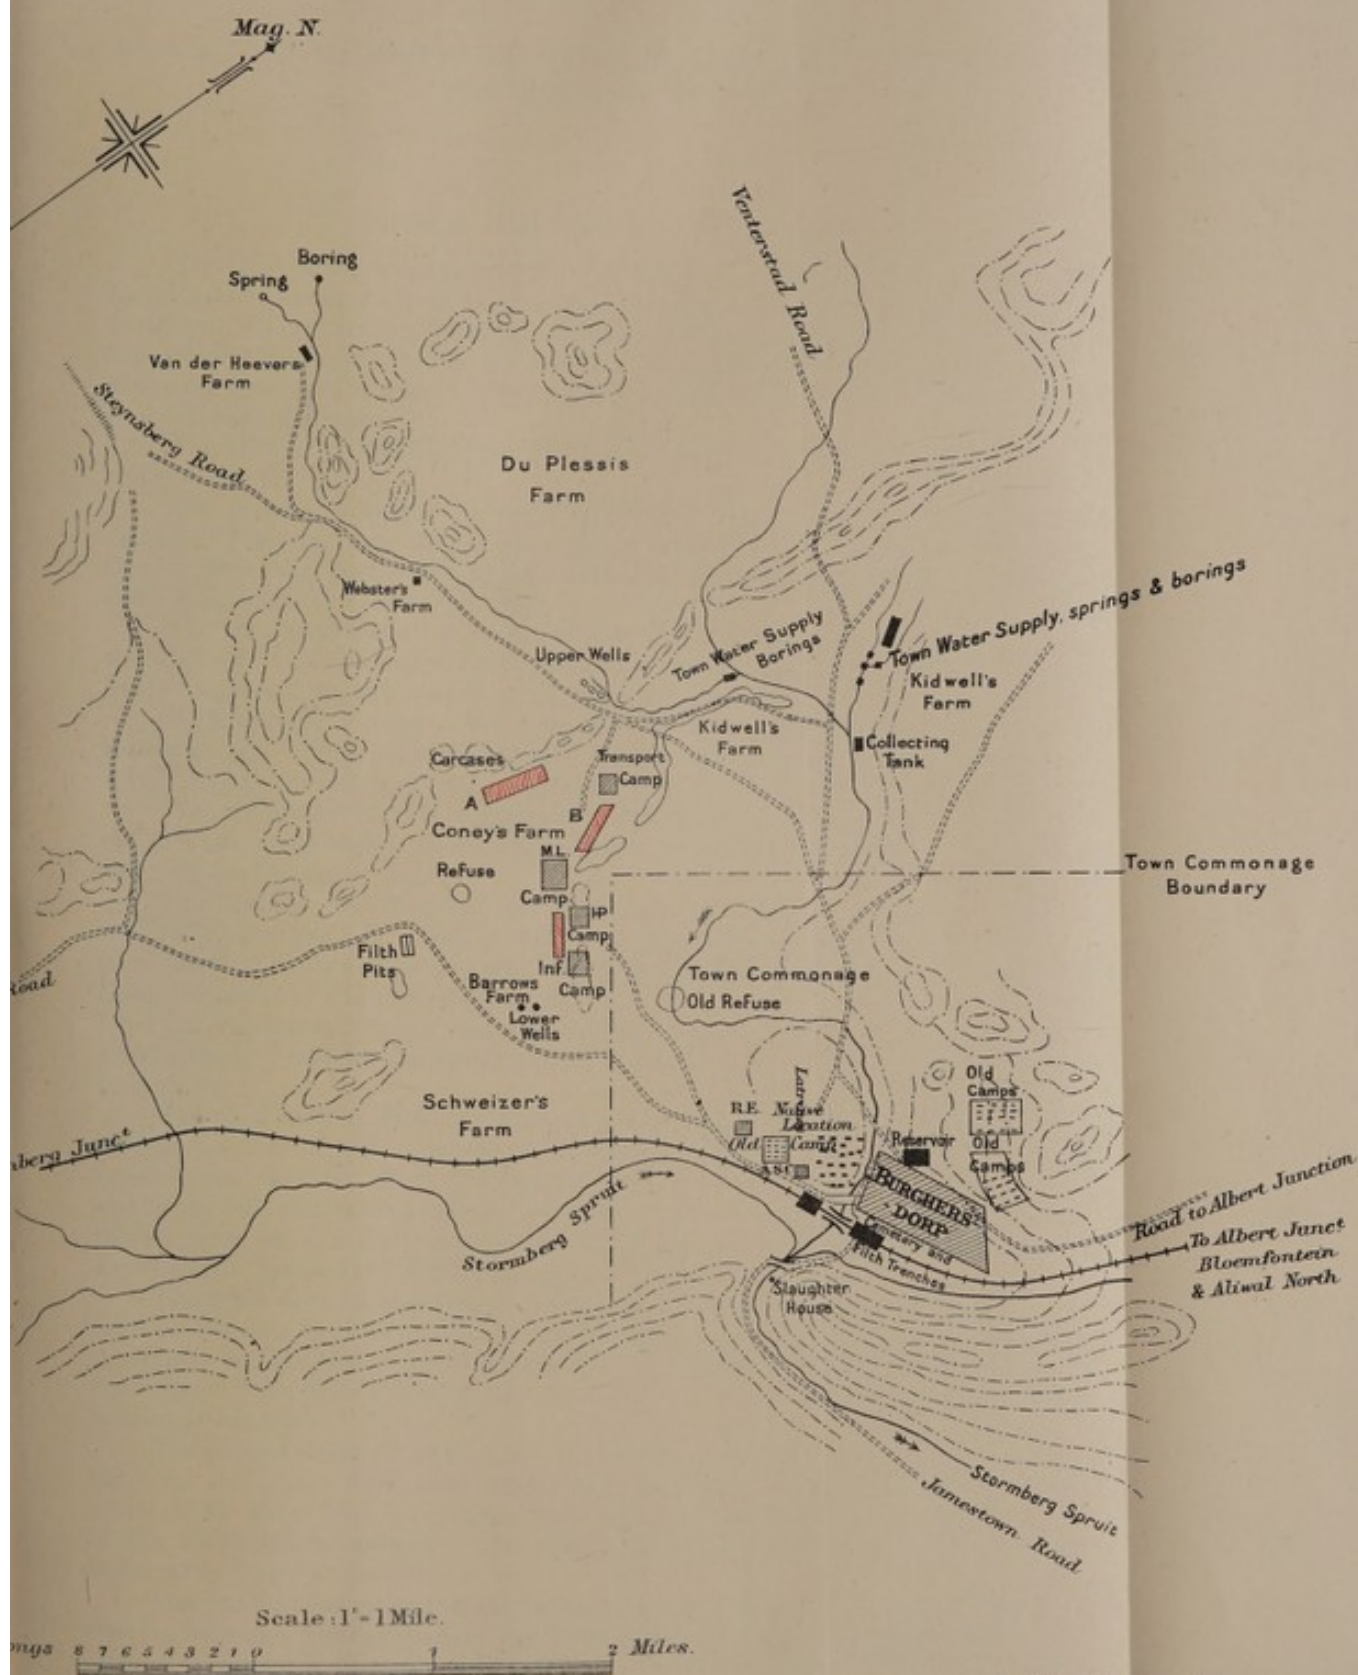 Mag. N.
Boring
Spring
Van der Heevers
Farm
Steynsberg Road
Venterstad Road
Du Plessis
Farm
Webster's
Farm
Upper Wells
Town Water Supply
Borings
Town Water Supply, springs & borings
Kidwell's
Farm
Kidwell's
Farm
Collecting
Tank
Carcases
A
Transport
Camp
B
Coney's Farm
M.L.
Camp
Refuse
Town Commonage
Boundary
I-P
Camp
Filth
Pits
Inf.
Camp
Barrows
Farm
Lower
Wells
Road
Town Commonage
Old Refuse
Schweizer's
Farm
Old
Camps
Old
Camps
R.E.
Native
Location
Old Camp
Reservoir
BURGHERS
-DORP
Cemetery and
Filth Trenches
Junct
Stormberg Spruit
Slaughter
House
Road to Albert Junction
To Albert Junct
Bloemfontein
& Aliwal North
Stormberg Spruit
Jamestown Road
Scale: 1"=1 Mile.
8 7 6 5 4 3 2 1 0 1 2 Miles.